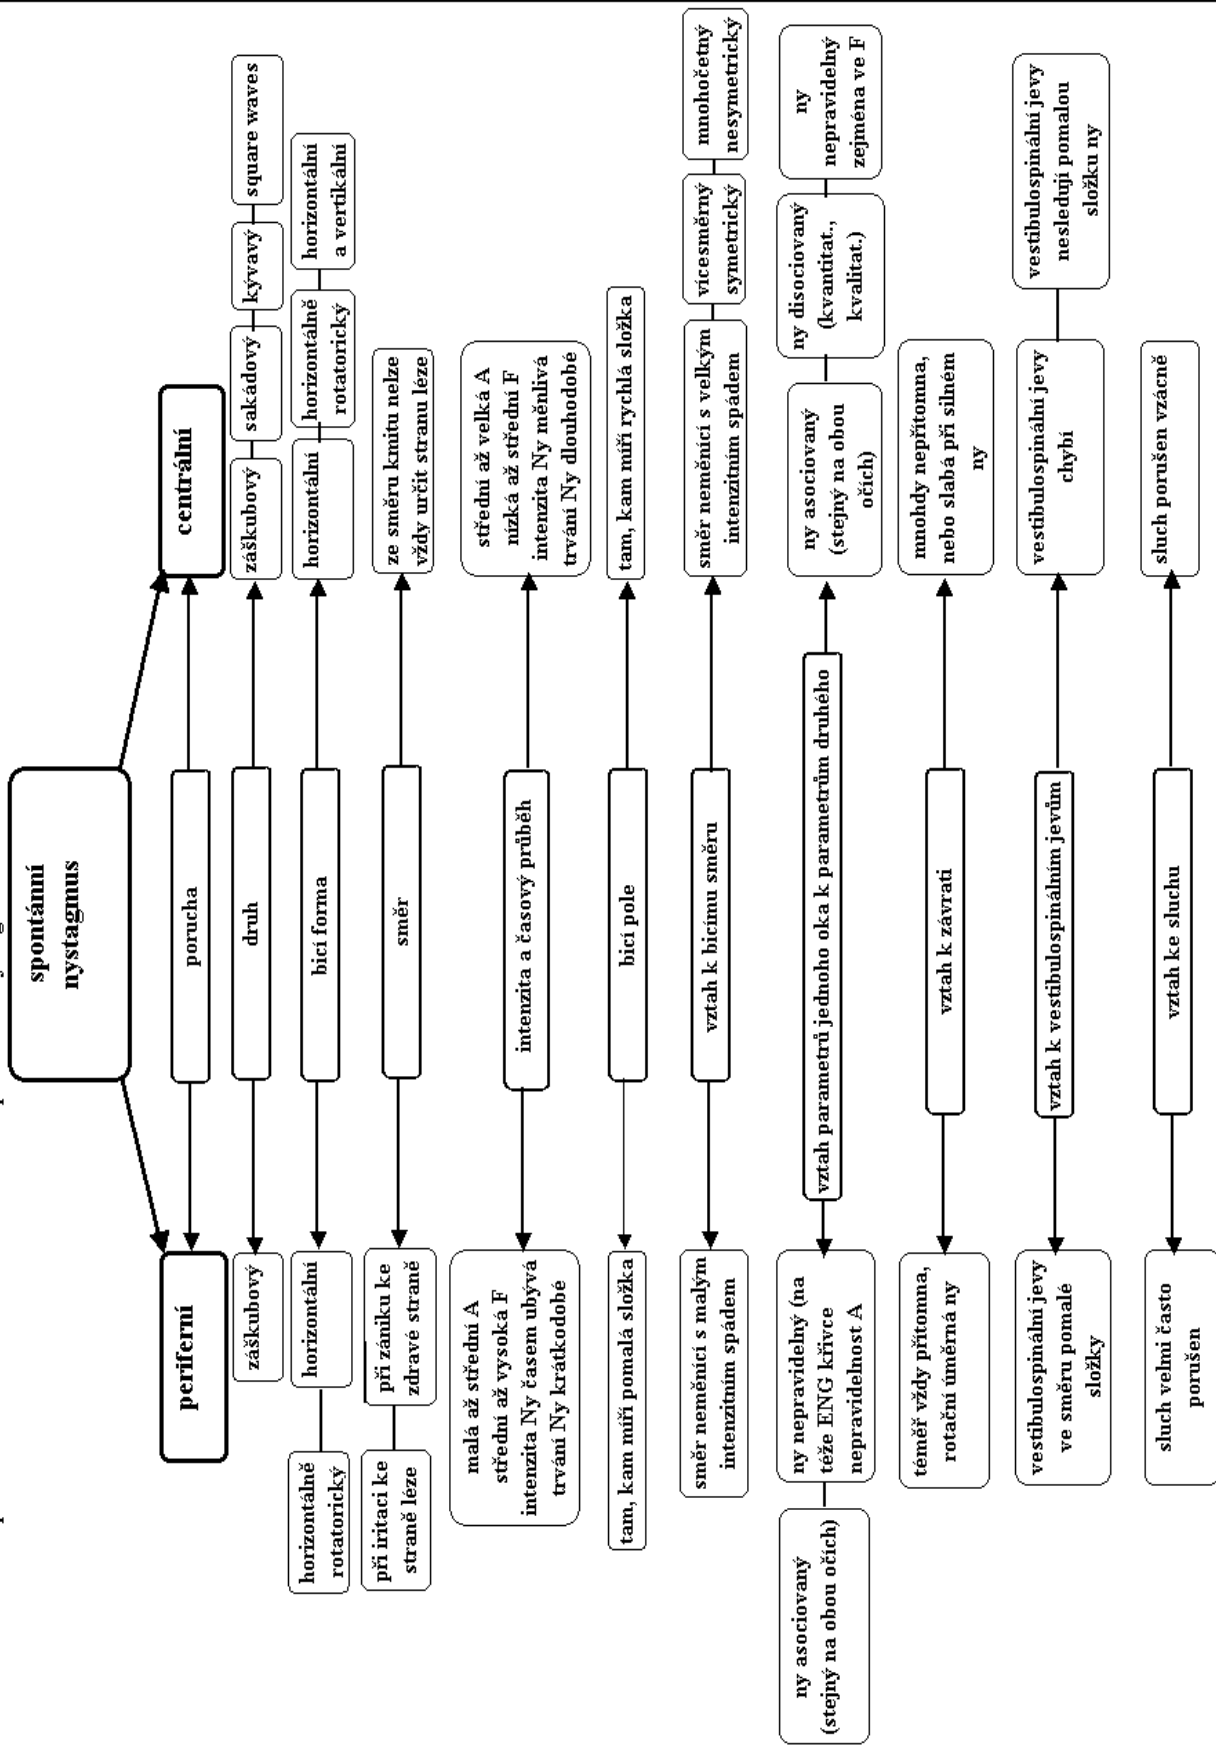 spontánní
nystagmus
periferní
porucha
centrální
záškubový
druh
záškubový
sakádový
kývavý
square waves
horizontálně
rotatorický
horizontální
bicí forma
horizontální
horizontálně
rotatorický
horizontální
a vertikální
při iritaci ke
straně léze
při zániku ke
zdravé straně
směr
ze směru kmitu nelze
vždy určit stranu léze
malá až střední A
střední až vysoká F
intenzita Ny časem ubývá
trvání Ny krátkodobé
intenzita a časový průběh
střední až velká A
nízká až střední F
intenzita Ny měnlivá
trvání Ny dlouhodobé
tam, kam míří pomalá složka
bicí pole
tam, kam míří rychlá složka
směr neměnící s malým
intenzitním spádem
vztah k bicímu směru
směr neměnící s velkým
intenzitním spádem
vícesměrný
symetrický
mnohočetný
nesymetrický
ny asociovaný
(stejný na obou očích)
ny nepravidelný (na
téže ENG křivce
nepravidelnost A
vztah parametrů jednoho oka k parametrům druhého
ny asociovaný
(stejný na obou
očích)
ny disociovaný
(kvantitat.,
kvalitat.)
ny
nepravidelný
zejména ve F
téměř vždy přítomna,
rotační úměrná ny
vztah k závrati
mnohdy nepřítomna,
nebo slabá při silném
ny
vestibulospinální jevy
ve směru pomalé
složky
vztah k vestibulospinálním jevům
vestibulospinální jevy
chybí
vestibulospinální jevy
nesledují pomalou
složku ny
sluch velmi často
porušen
vztah ke sluchu
sluch porušen vzácně